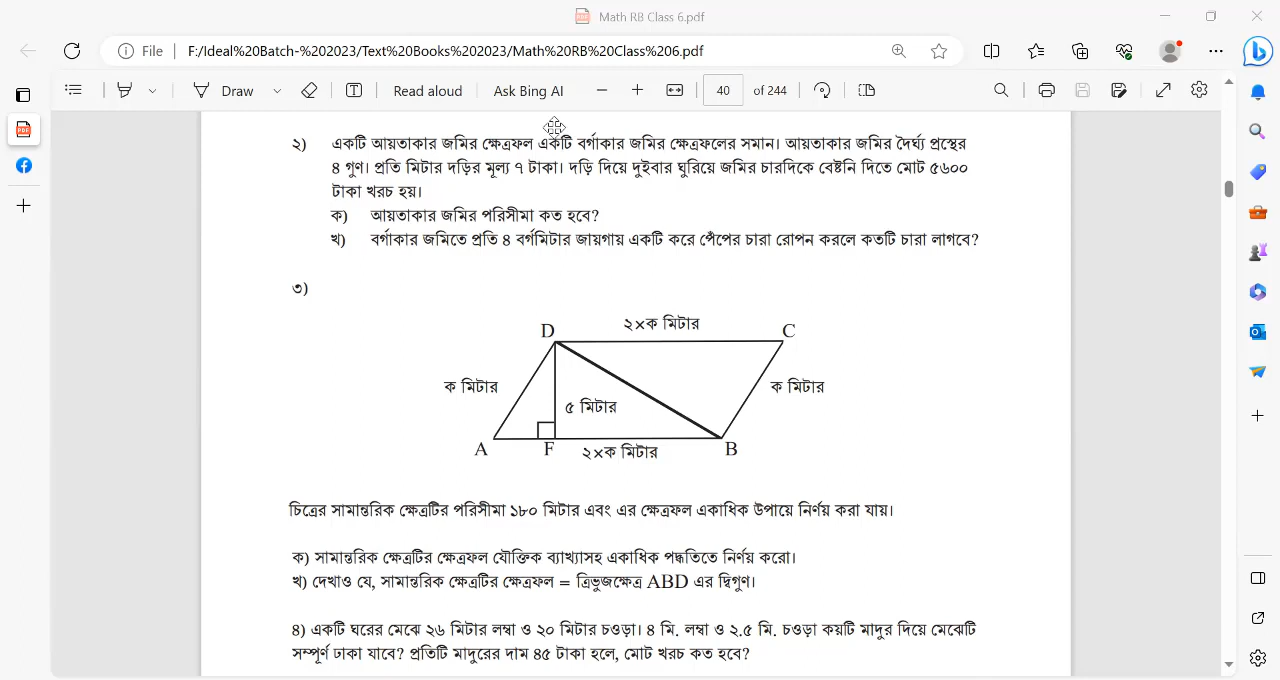 Math RB Class 6.pdf
File F:/Ideal%20Batch-%202023/Text%20Books%202023/Math%20RB%20Class%206.pdf
Draw Read aloud Ask Bing AI 40 of 244
২) একটি আয়তাকার জমির ক্ষেত্রফল একটি বর্গাকার জমির ক্ষেত্রফলের সমান। আয়তাকার জমির দৈর্ঘ্য প্রস্থের
৪ গুণ। প্রতি মিটার দড়ির মূল্য ৭ টাকা। দড়ি দিয়ে দুইবার ঘুরিয়ে জমির চারদিকে বেষ্টনি দিতে মোট ৫৬০০
টাকা খরচ হয়।
ক) আয়তাকার জমির পরিসীমা কত হবে?
খ) বর্গাকার জমিতে প্রতি ৪ বর্গমিটার জায়গায় একটি করে পেঁপের চারা রোপন করলে কতটি চারা লাগবে?
৩)
D ২×ক মিটার C
ক মিটার ক মিটার
৫ মিটার
A F ২×ক মিটার B
চিত্রের সামান্তরিক ক্ষেত্রটির পরিসীমা ১৮০ মিটার এবং এর ক্ষেত্রফল একাধিক উপায়ে নির্ণয় করা যায়।
ক) সামান্তরিক ক্ষেত্রটির ক্ষেত্রফল যৌক্তিক ব্যাখ্যাসহ একাধিক পদ্ধতিতে নির্ণয় করো।
খ) দেখাও যে, সামান্তরিক ক্ষেত্রটির ক্ষেত্রফল = ত্রিভুজক্ষেত্র ABD এর দ্বিগুণ।
৪) একটি ঘরের মেঝে ২৬ মিটার লম্বা ও ২০ মিটার চওড়া। ৪ মি. লম্বা ও ২.৫ মি. চওড়া কয়টি মাদুর দিয়ে মেঝেটি
সম্পূর্ণ ঢাকা যাবে? প্রতিটি মাদুরের দাম ৪৫ টাকা হলে, মোট খরচ কত হবে?